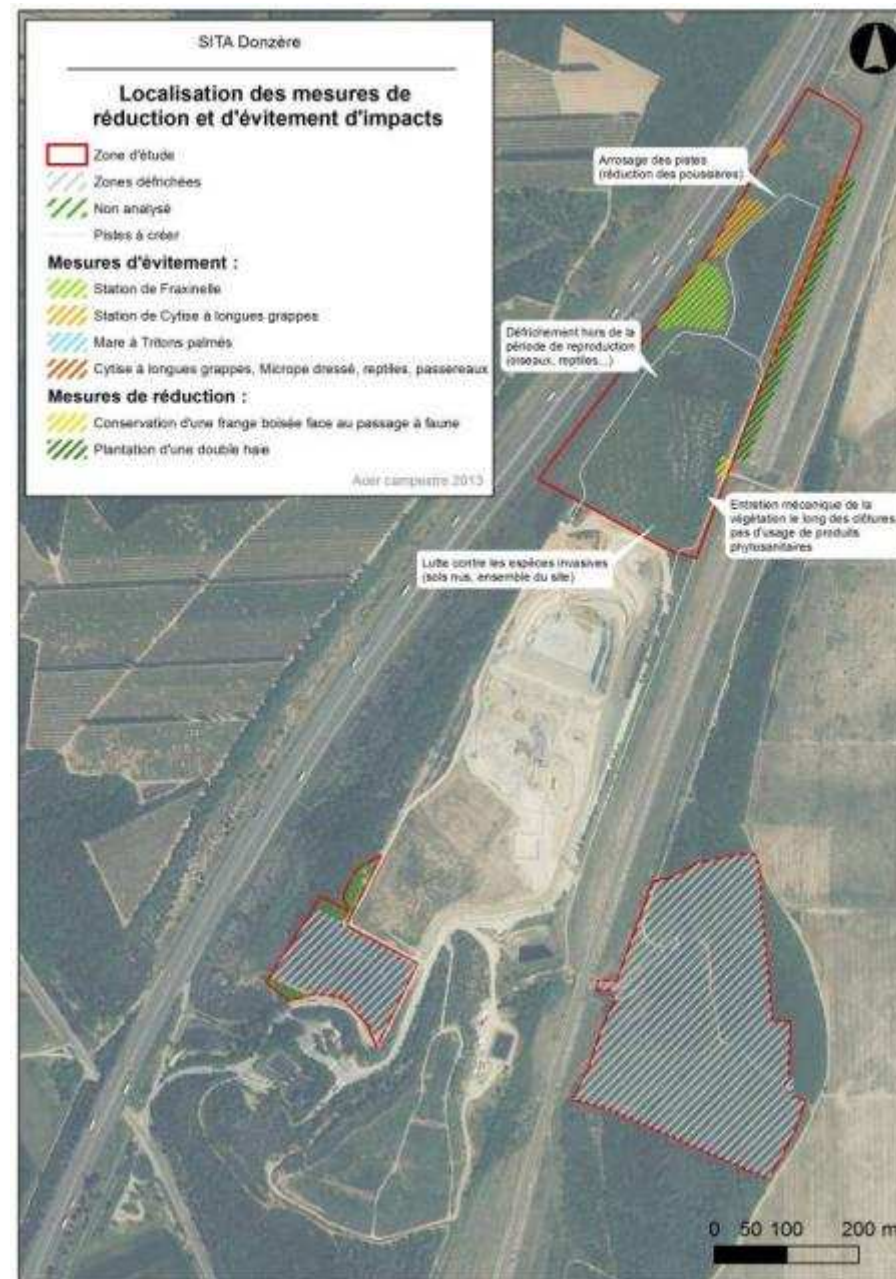 SITA Donzère
Localisation des mesures de
réduction et d'évitement d'impacts
Zone d'étude
Zones défrichées
Non analysé
Pistes à créer
Mesures d'évitement :
Station de Fraxinelle
Station de Cytise à longues grappes
Mare à Tritons palmés
Cytise à longues grappes, Micrope dressé, reptiles, passereaux
Mesures de réduction :
Conservation d'une frange boisée face au passage à faune
Plantation d'une double haie
Acer campestre 2013
Arrosage des pistes
(réduction des poussières)
Défrichement hors de la
période de reproduction
(oiseaux, reptiles...)
Entretien mécanique de la
végétation le long des clôtures,
pas d'usage de produits
phytosanitaires
Lutte contre les espèces invasives
(sols nus, ensemble du site)
0 50 100 200 m